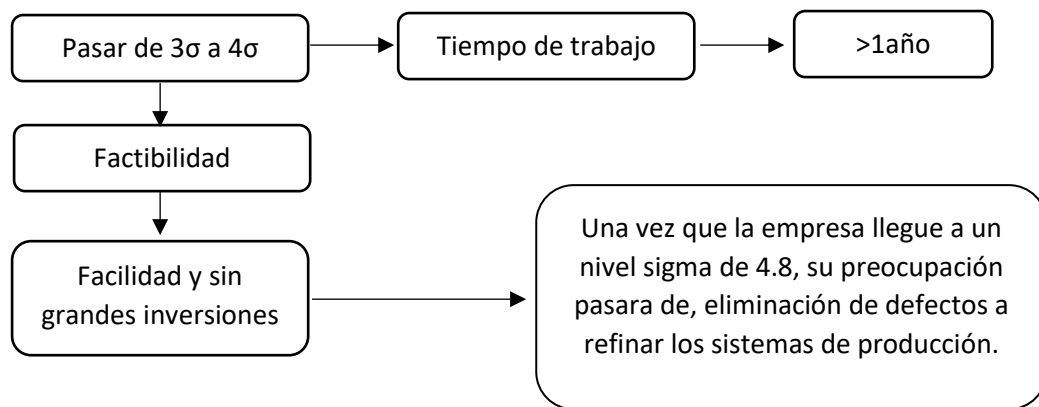 Pasar de 3σ a 4σ
Tiempo de trabajo
>1año
Factibilidad
Facilidad y sin
grandes inversiones
Una vez que la empresa llegue a un
nivel sigma de 4.8, su preocupación
pasara de, eliminación de defectos a
refinar los sistemas de producción.